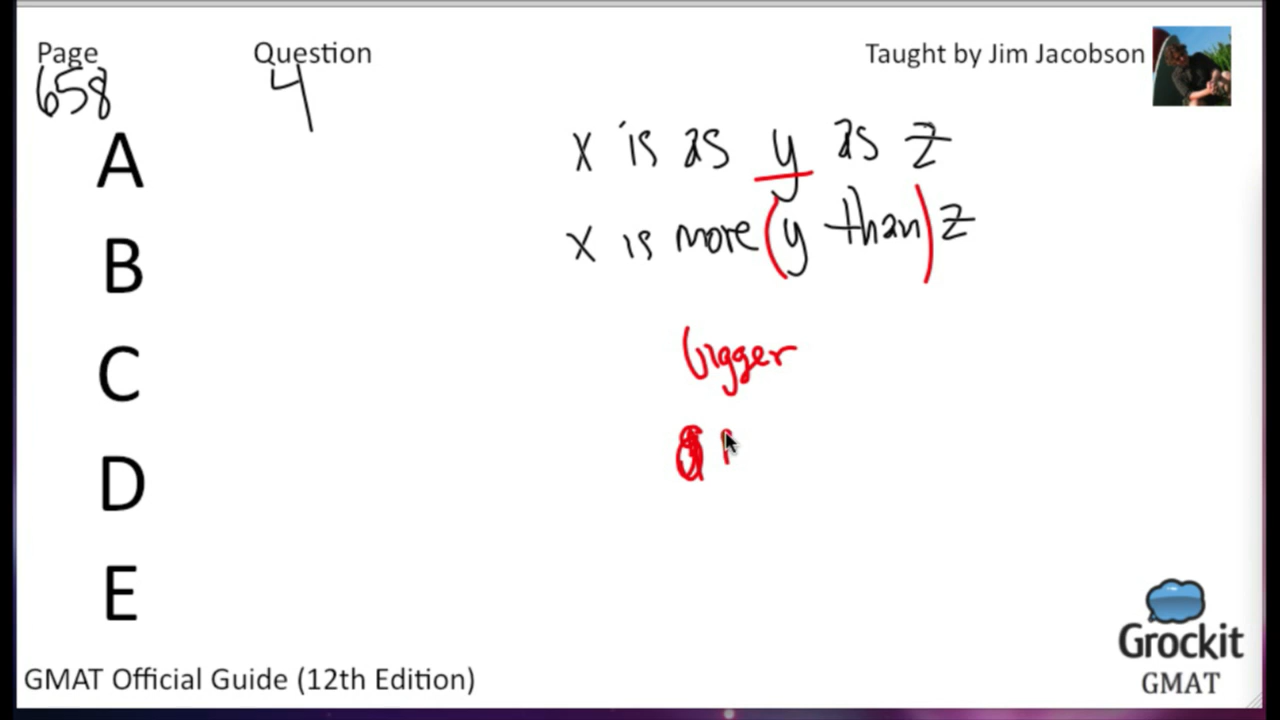 Page Question Taught by Jim Jacobson
658 4
A
x is as y as z
x is more (y than) z
B
bigger
C
D
E
Grockit
GMAT
GMAT Official Guide (12th Edition)